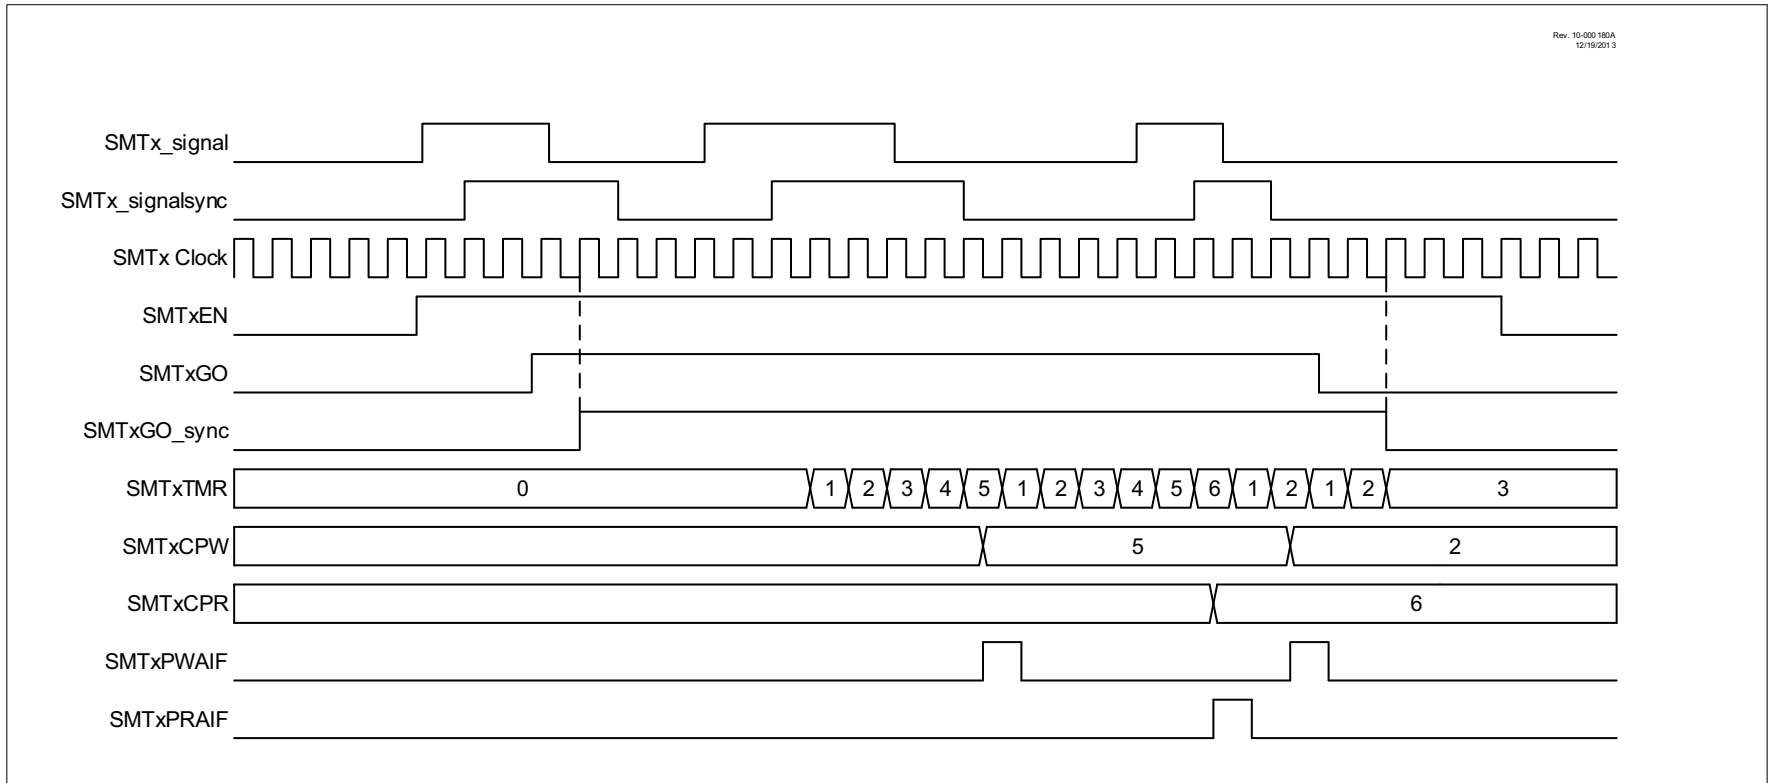 Rev. 10-000 180A
12/19/201 3
SMTx_signal
SMTx_signalsync
SMTx Clock
SMTxEN
SMTxGO
SMTxGO_sync
SMTxTMR 0 1 2 3 4 5 1 2 3 4 5 6 1 2 1 2 3
SMTxCPW 5 2
SMTxCPR 6
SMTxPWAIF
SMTxPRAIF